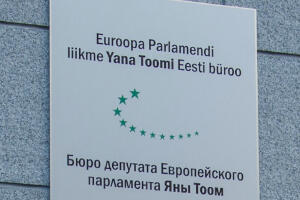 Euroopa Parlamendi
liikme Yana Toomi Eesti büroo
Бюро депутата Европейского
парламента Яны Тоом